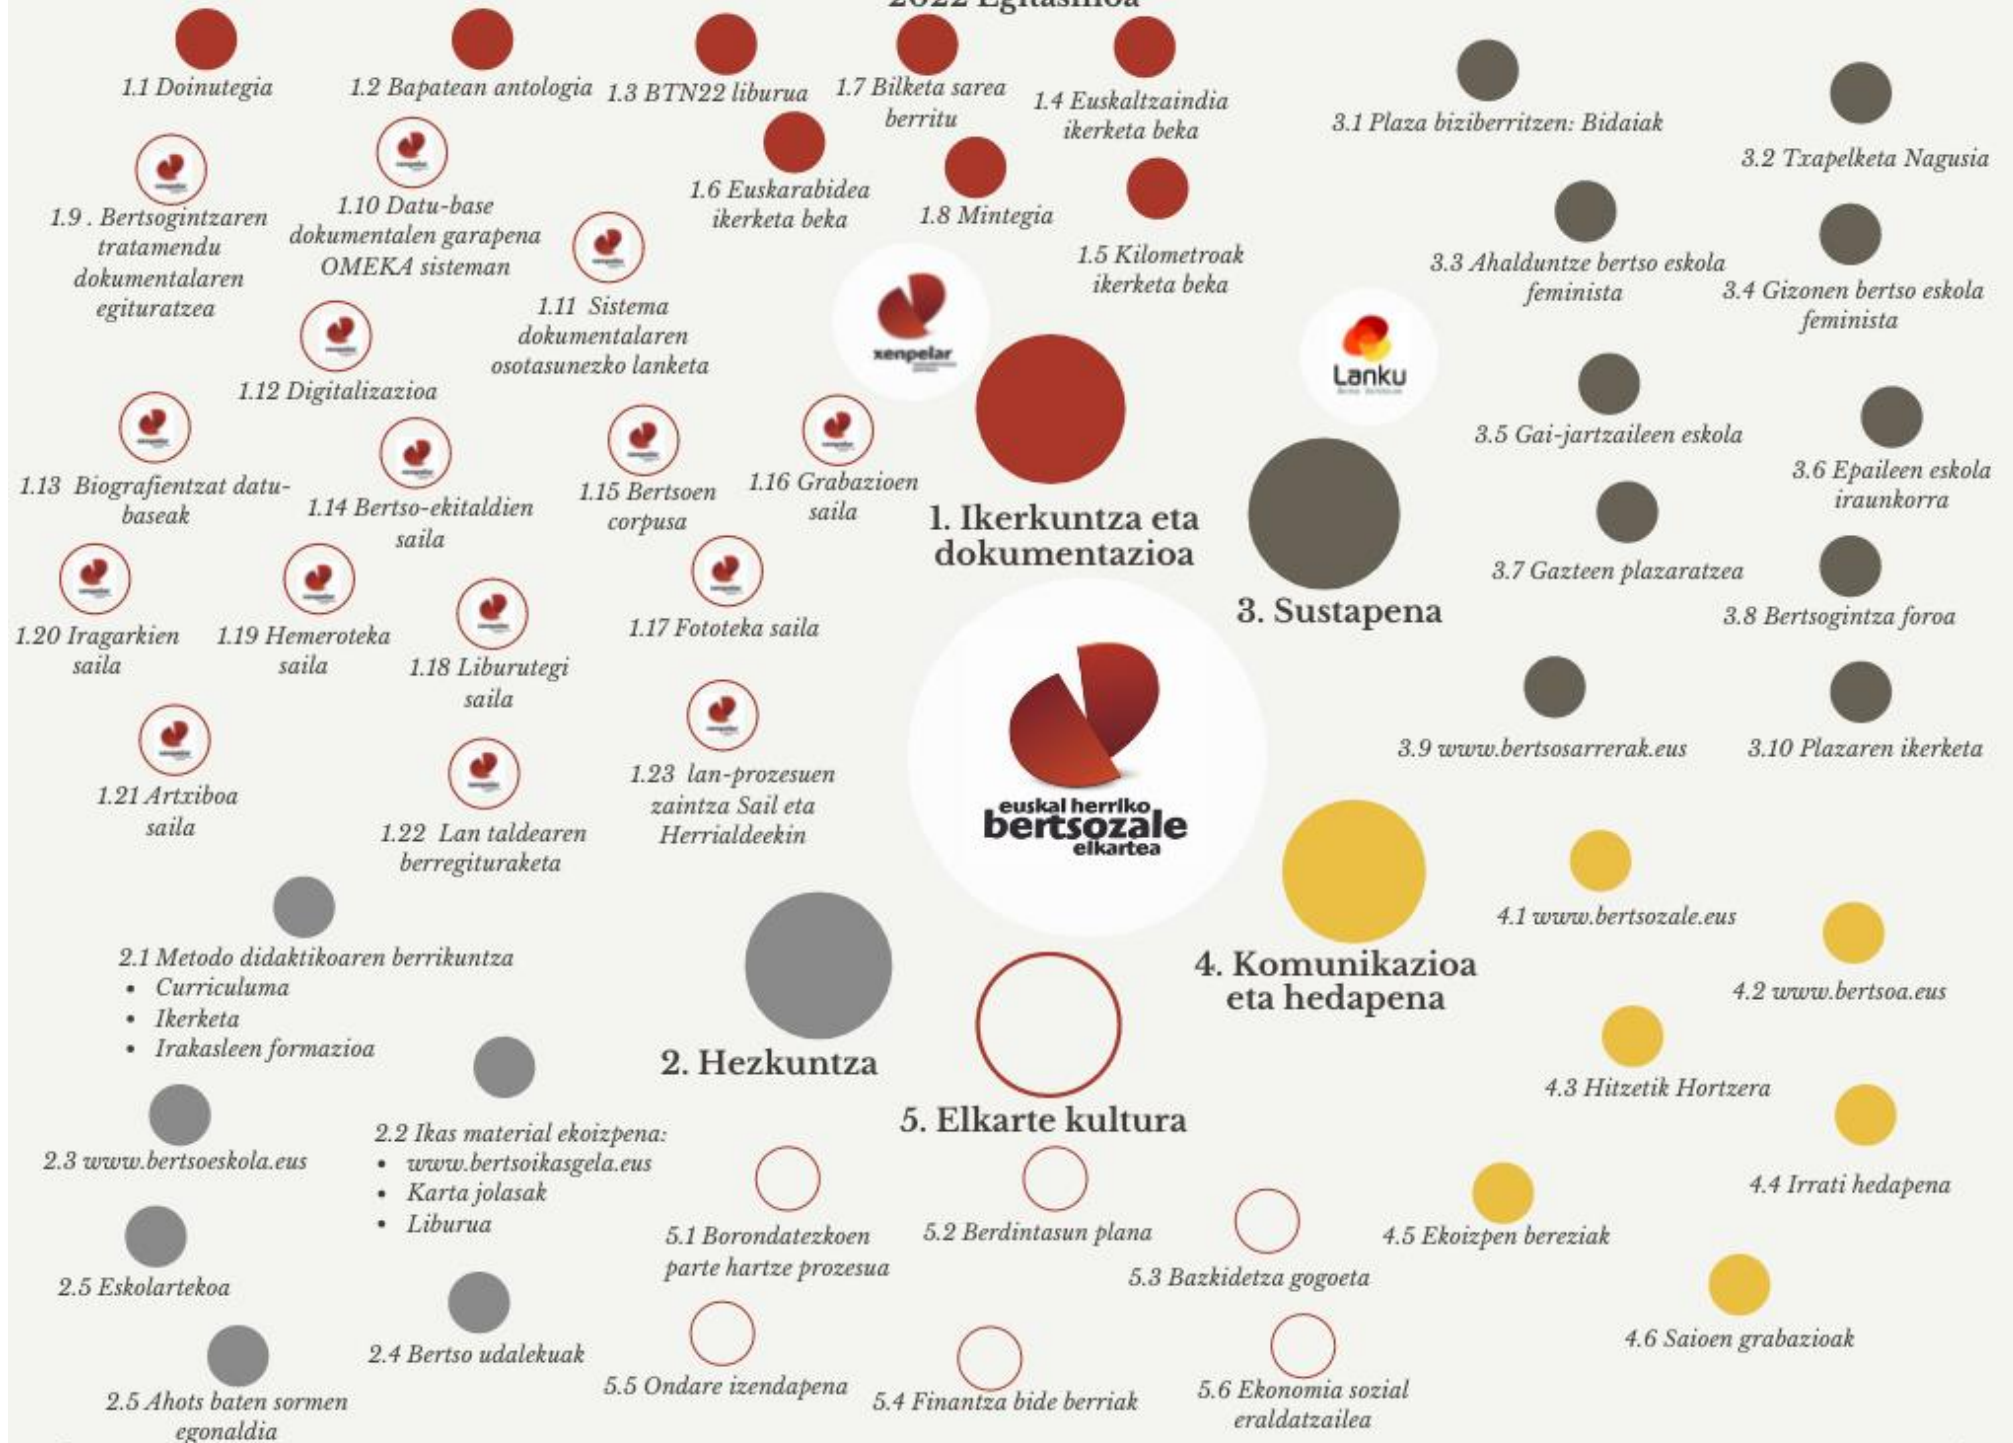 2022 Egitasmoa
1.1 Doinutegia
1.2 Bapatean antologia
1.3 BTN22 liburua
1.7 Bilketa sarea
berritu
1.4 Euskaltzaindia
ikerketa beka
1.6 Euskarabidea
ikerketa beka
1.8 Mintegia
1.5 Kilometroak
ikerketa beka
1.9 . Bertsogintzaren
tratamendu
dokumentalaren
egituratzea
1.10 Datu-base
dokumentalen garapena
OMEKA sisteman
1.11 Sistema
dokumentalaren
osotasunezko lanketa
1.12 Digitalizazioa
1.13 Biografientzat datu-
baseak
1.14 Bertso-ekitaldien
saila
1.15 Bertsoen
corpusa
1.16 Grabazioen
saila
1.20 Iragarkien
saila
1.19 Hemeroteka
saila
1.18 Liburutegi
saila
1.17 Fototeka saila
1.21 Artxiboa
saila
1.22 Lan taldearen
berregituraketa
1.23 lan-prozesuen
zaintza Sail eta
Herrialdeekin
xenpelar
1. Ikerkuntza eta
dokumentazioa
Lanku
3. Sustapena
3.1 Plaza biziberritzen: Bidaiak
3.2 Txapelketa Nagusia
3.3 Ahalduntze bertso eskola
feminista
3.4 Gizonen bertso eskola
feminista
3.5 Gai-jartzaileen eskola
3.6 Epaileen eskola
iraunkorra
3.7 Gazteen plazaratzea
3.8 Bertsogintza foroa
3.9 www.bertsosarrerak.eus
3.10 Plazaren ikerketa
euskal herriko
bertsozale
elkartea
2. Hezkuntza
2.1 Metodo didaktikoaren berrikuntza
• Curriculuma
• Ikerketa
• Irakasleen formazioa
2.2 Ikas material ekoizpena:
• www.bertsoikasgela.eus
• Karta jolasak
• Liburua
2.3 www.bertsoeskola.eus
2.5 Eskolartekoa
2.4 Bertso udalekuak
2.5 Ahots baten sormen
egonaldia
4. Komunikazioa
eta hedapena
4.1 www.bertsozale.eus
4.2 www.bertsoa.eus
4.3 Hitzetik Hortzera
4.4 Irrati hedapena
4.5 Ekoizpen bereziak
4.6 Saioen grabazioak
5. Elkarte kultura
5.1 Borondatezkoen
parte hartze prozesua
5.2 Berdintasun plana
5.3 Bazkidetza gogoeta
5.5 Ondare izendapena
5.4 Finantza bide berriak
5.6 Ekonomia sozial
eraldatzailea